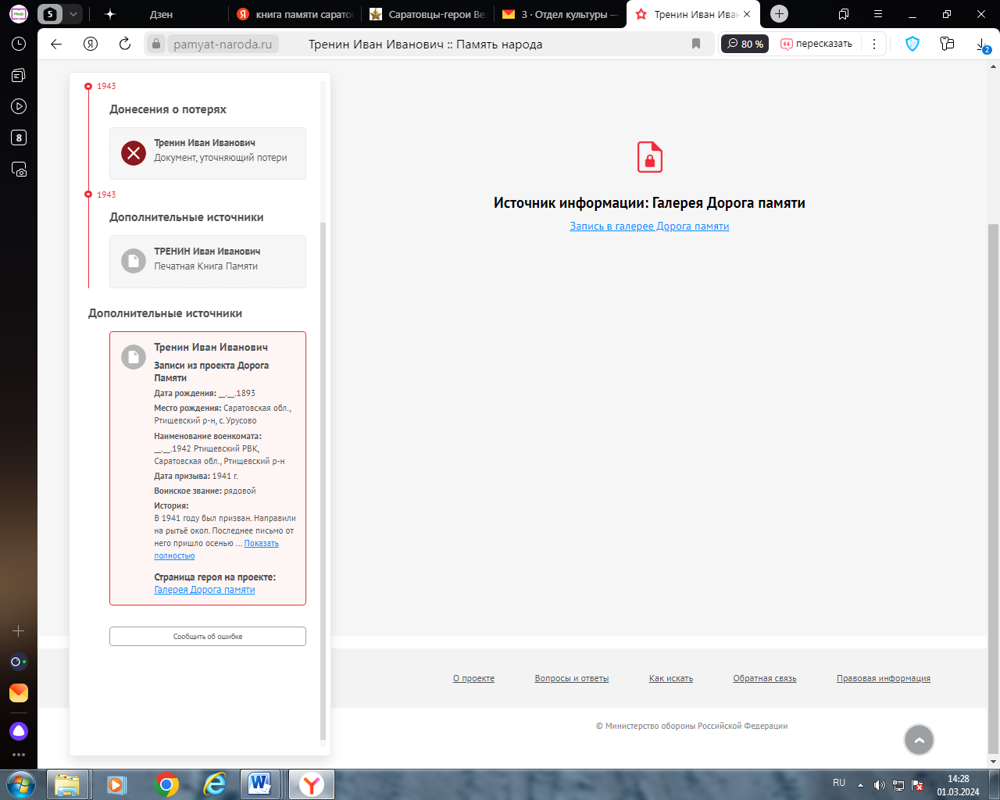 5
Дзен
книга памяти сарато
Саратовцы-герои Ве
3 · Отдел культуры —
Тренин Иван Иван
pamyat-naroda.ru
Тренин Иван Иванович :: Память народа
80 %
пересказать
2
8
1943
Донесения о потерях
Тренин Иван Иванович
Документ, уточняющий потери
1943
Дополнительные источники
ТРЕНИН Иван Иванович
Печатная Книга Памяти
Дополнительные источники
Тренин Иван Иванович
Записи из проекта Дорога
Памяти
Дата рождения: __.__.1893
Место рождения: Саратовская обл.,
Ртищевский р-н, с. Урусово
Наименование военкомата:
__.__.1942 Ртищевский РВК,
Саратовская обл., Ртищевский р-н
Дата призыва: 1941 г.
Воинское звание: рядовой
История:
В 1941 году был призван. Направили
на рытьё окоп. Последнее письмо от
него пришло осенью ... Показать
полностью
Страница героя на проекте:
Галерея Дорога памяти
Сообщить об ошибке
Источник информации: Галерея Дорога памяти
Запись в галерее Дорога памяти
О проекте
Вопросы и ответы
Как искать
Обратная связь
Правовая информация
© Министерство обороны Российской Федерации
RU
14:28
01.03.2024